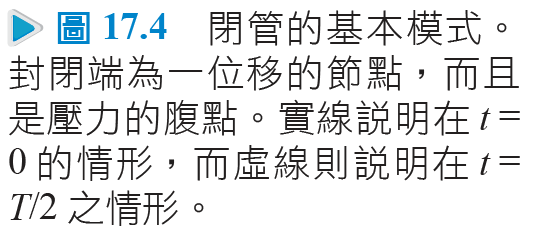 圖 17.4 閉管的基本模式。
封閉端為一位移的節點，而且
是壓力的腹點。實線說明在 t =
0 的情形，而虛線則說明在 t =
T/2 之情形。